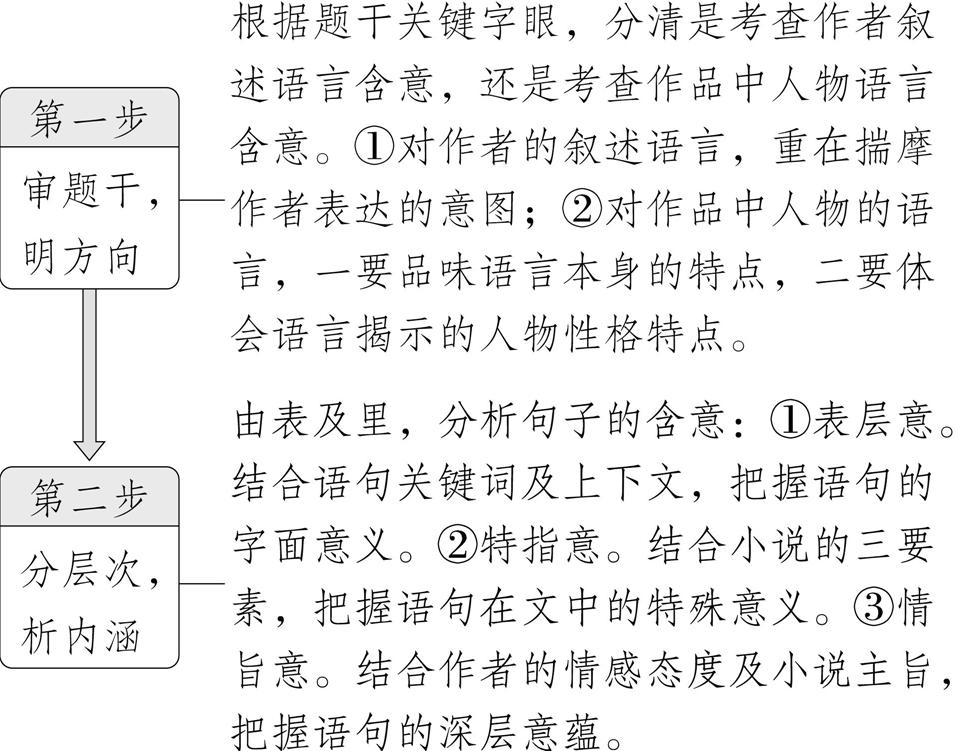 第一步
审题干，
明方向
根据题干关键字眼，分清是考查作者叙
述语言含意，还是考查作品中人物语言
含意。①对作者的叙述语言，重在揣摩
作者表达的意图；②对作品中人物的语
言，一要品味语言本身的特点，二要体
会语言揭示的人物性格特点。
第二步
分层次，
析内涵
由表及里，分析句子的含意：①表层意。
结合语句关键词及上下文，把握语句的
字面意义。②特指意。结合小说的三要
素，把握语句在文中的特殊意义。③情
旨意。结合作者的情感态度及小说主旨，
把握语句的深层意蕴。